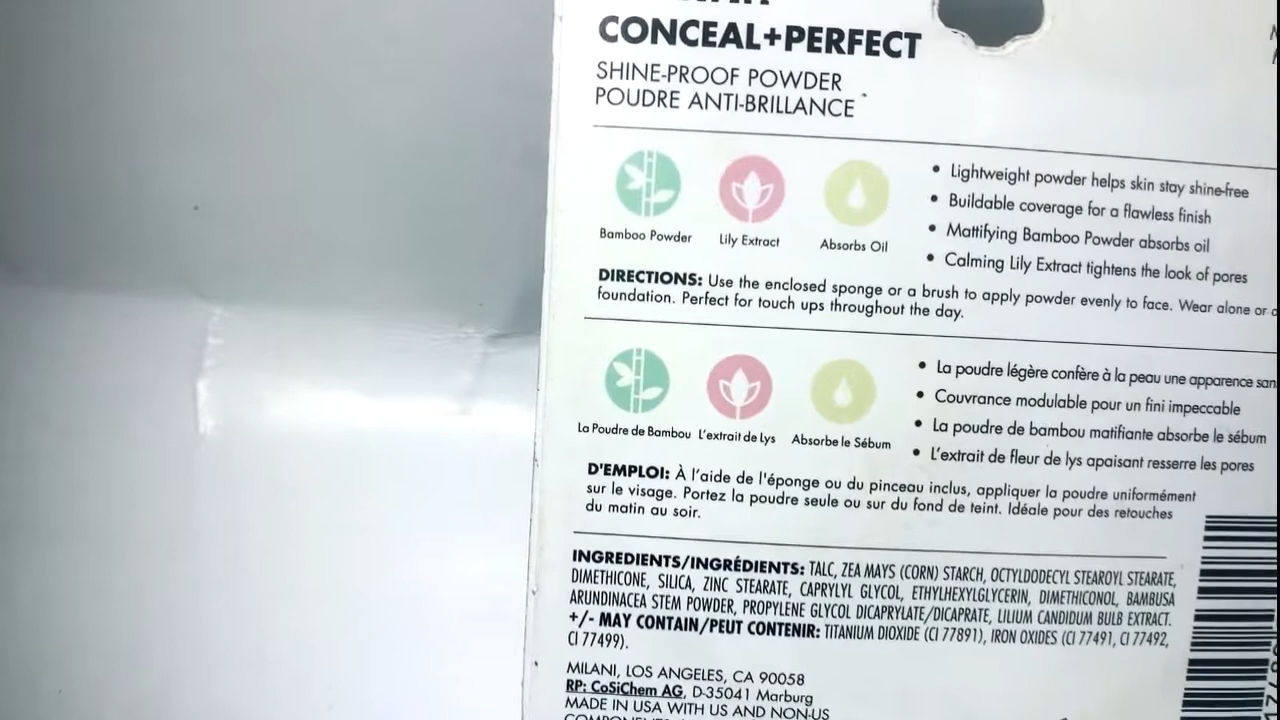 CONCEAL+PERFECT
SHINE-PROOF POWDER
POUDRE ANTI-BRILLANCE
Bamboo Powder
Lily Extract
Absorbs Oil
• Lightweight powder helps skin stay shine-free
• Buildable coverage for a flawless finish
• Mattifying Bamboo Powder absorbs oil
• Calming Lily Extract tightens the look of pores
DIRECTIONS: Use the enclosed sponge or a brush to apply powder evenly to face. Wear alone or
foundation. Perfect for touch ups throughout the day.
La Poudre de Bambou
L'extrait de Lys
Absorbe le Sébum
• La poudre légère confère à la peau une apparence
• Couvrance modulable pour un fini impeccable
• La poudre de bambou matifiante absorbe le sébum
• L'extrait de fleur de lys apaisant resserre les pores
D'EMPLOI: À l'aide de l'éponge ou du pinceau inclus, appliquer la poudre uniformément
sur le visage. Portez la poudre seule ou sur du fond de teint. Idéale pour des retouches
du matin au soir.
INGREDIENTS/INGRÉDIENTS: TALC, ZEA MAYS (CORN) STARCH, OCTYLDODECYL STEAROYL STEARATE,
DIMETHICONE, SILICA, ZINC STEARATE, CAPRYLYL GLYCOL, ETHYLHEXYLGLYCERIN, DIMETHICONOL, BAMBUSA
ARUNDINACEA STEM POWDER, PROPYLENE GLYCOL DICAPRYLATE/DICAPRATE, LILIUM CANDIDUM BULB EXTRACT.
+/- MAY CONTAIN/PEUT CONTENIR: TITANIUM DIOXIDE (CI 77891), IRON OXIDES (CI 77491, CI 77492,
CI 77499).
MILANI, LOS ANGELES, CA 90058
RP: CoSiChem AG, D-35041 Marburg
MADE IN USA WITH US AND NON-US